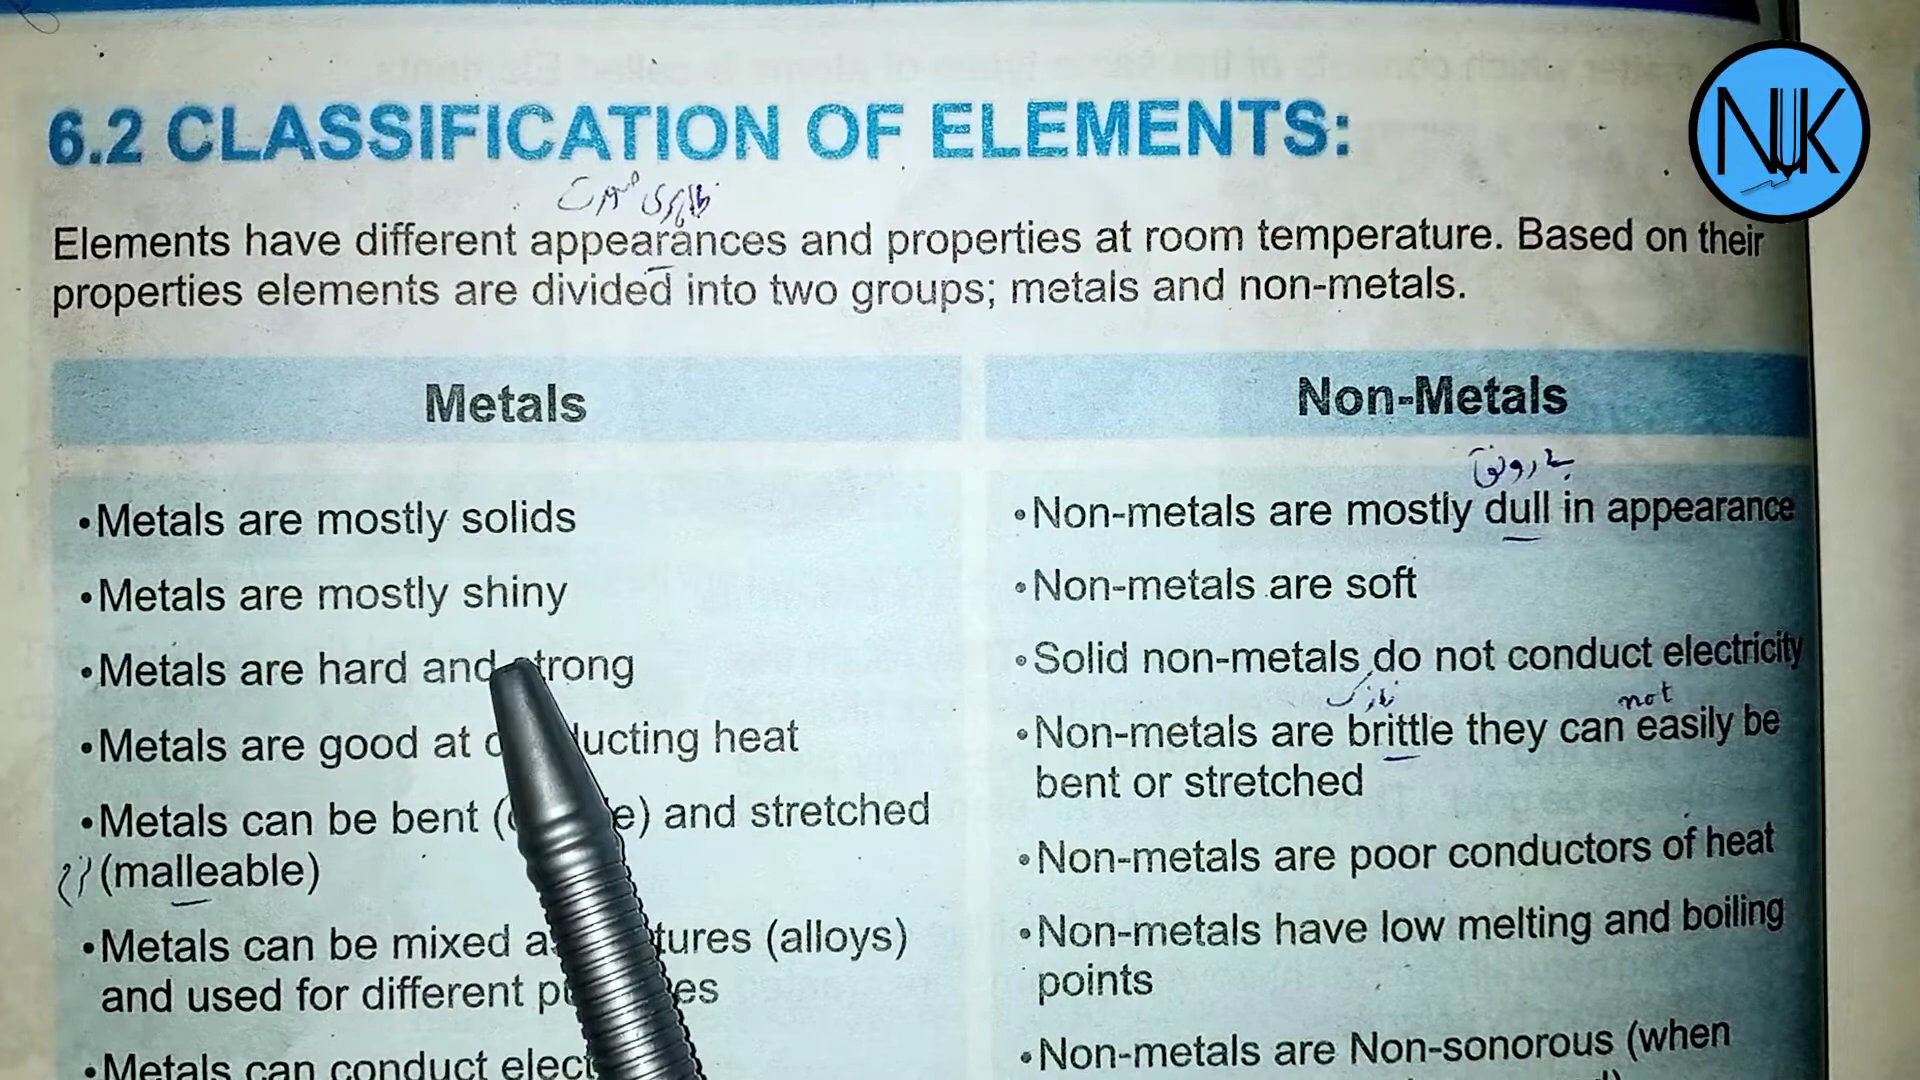 NUK
6.2 CLASSIFICATION OF ELEMENTS:
ظاہری
Elements have different appearances and properties at room temperature. Based on their
properties elements are divided into two groups; metals and non-metals.
Metals
•Metals are mostly solids
•Metals are mostly shiny
•Metals are hard and trong
•Metals are good at ucting heat
•Metals can be bent ( e) and stretched
(malleable)
•Metals can be mixed a tures (alloys)
and used for different p es
•Metals can conduct elect
Non-Metals
بے رونق
•Non-metals are mostly dull in appearance
•Non-metals are soft
•Solid non-metals do not conduct electricity
نازک not
•Non-metals are brittle they can easily be
bent or stretched
•Non-metals are poor conductors of heat
•Non-metals have low melting and boiling
points
•Non-metals are Non-sonorous (when